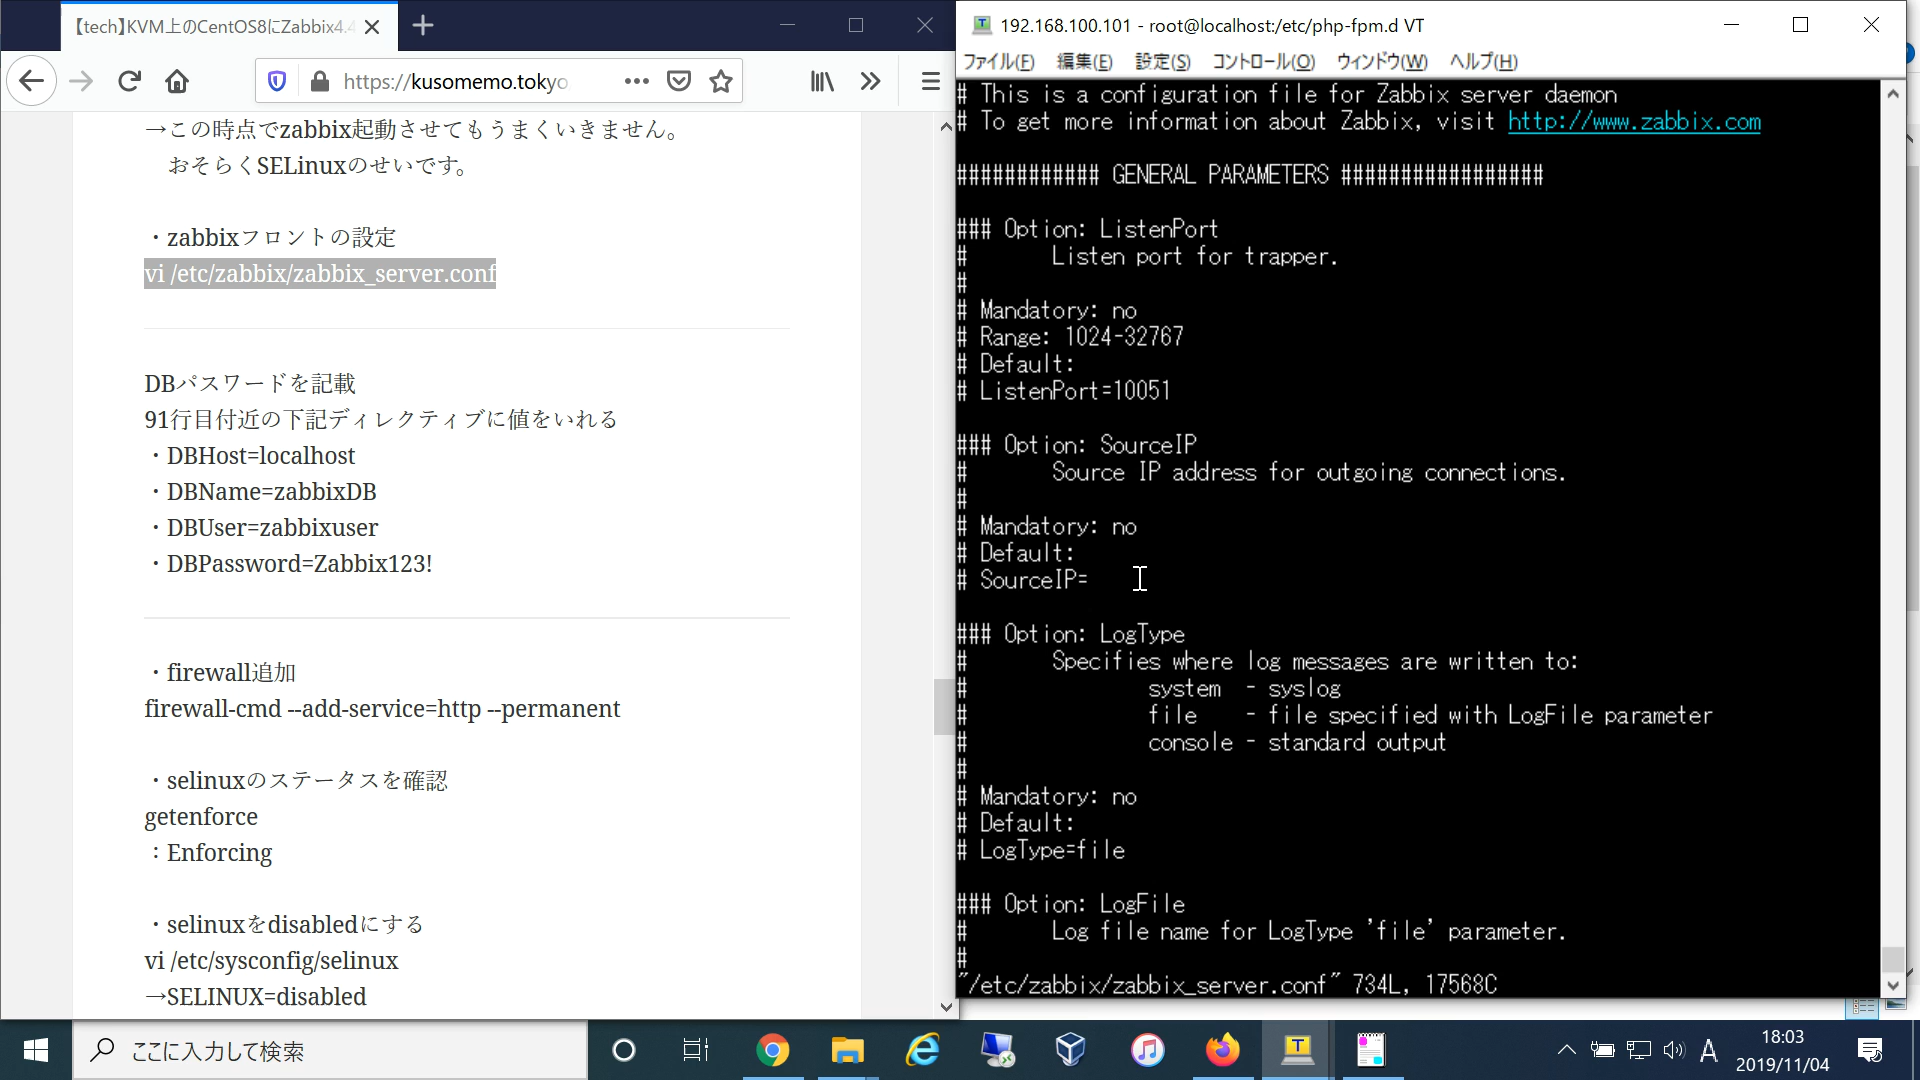 【tech】KVM上のCentOS8にZabbix4.4
https://kusomemo.tokyo
→この時点でzabbix起動させてもうまくいきません。
おそらくSELinuxのせいです。
・zabbixフロントの設定
vi /etc/zabbix/zabbix_server.conf
DBパスワードを記載
91行目付近の下記ディレクティブに値をいれる
・DBHost=localhost
・DBName=zabbixDB
・DBUser=zabbixuser
・DBPassword=Zabbix123!
・firewall追加
firewall-cmd --add-service=http --permanent
・selinuxのステータスを確認
getenforce
：Enforcing
・selinuxをdisabledにする
vi /etc/sysconfig/selinux
→SELINUX=disabled
192.168.100.101 - root@localhost:/etc/php-fpm.d VT
ファイル(F) 編集(E) 設定(S) コントロール(O) ウィンドウ(W) ヘルプ(H)
# This is a configuration file for Zabbix server daemon
# To get more information about Zabbix, visit http://www.zabbix.com
############ GENERAL PARAMETERS #################
### Option: ListenPort
#       Listen port for trapper.
#
# Mandatory: no
# Range: 1024-32767
# Default:
# ListenPort=10051
### Option: SourceIP
#       Source IP address for outgoing connections.
#
# Mandatory: no
# Default:
# SourceIP=
### Option: LogType
#       Specifies where log messages are written to:
#               system  - syslog
#               file    - file specified with LogFile parameter
#               console - standard output
#
# Mandatory: no
# Default:
# LogType=file
### Option: LogFile
#       Log file name for LogType 'file' parameter.
#
"/etc/zabbix/zabbix_server.conf" 734L, 17568C
ここに入力して検索
A
18:03
2019/11/04